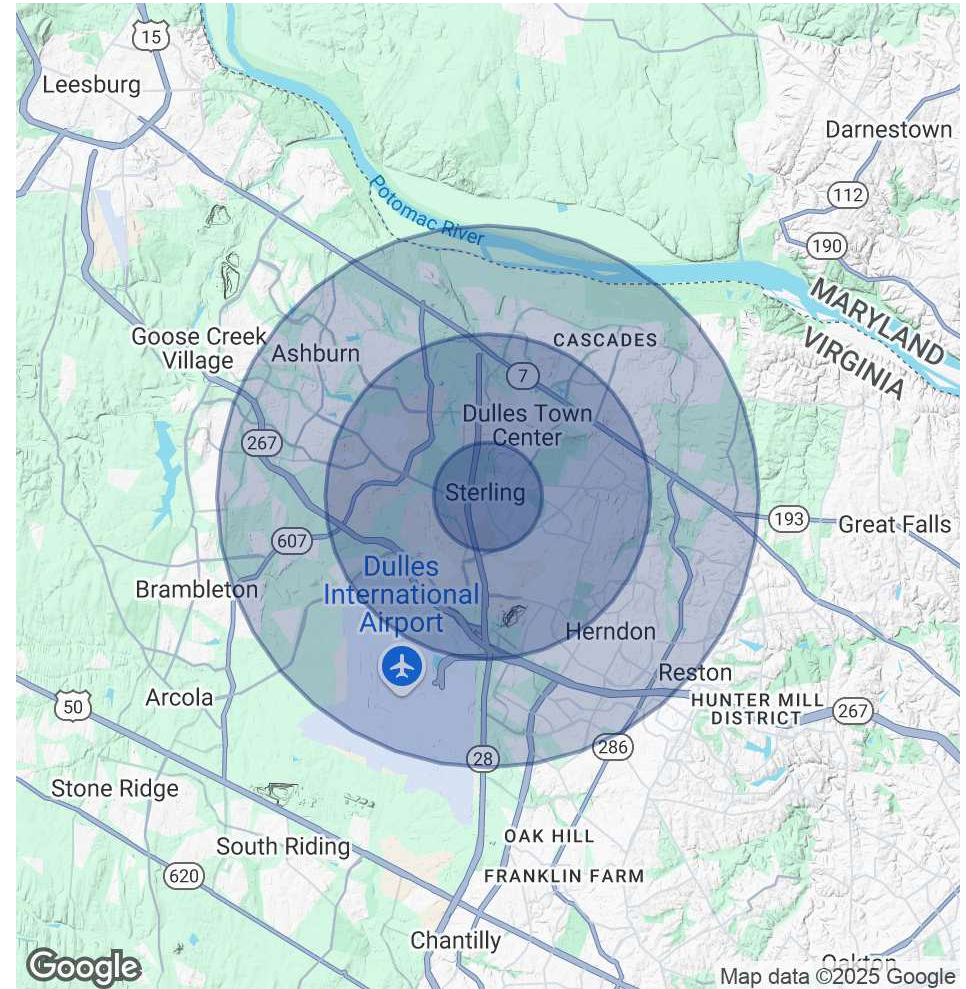 15
Leesburg
Darnestown
112
Potomac River
190
MARYLAND
VIRGINIA
Goose Creek
Village
Ashburn
CASCADES
7
Dulles Town
Center
267
Sterling
193
Great Falls
607
Dulles
International
Airport
Brambleton
Herndon
Reston
Arcola
HUNTER MILL
DISTRICT
267
50
286
28
Stone Ridge
South Riding
OAK HILL
620
FRANKLIN FARM
Chantilly
Oakton
Google
Map data ©2025 Google